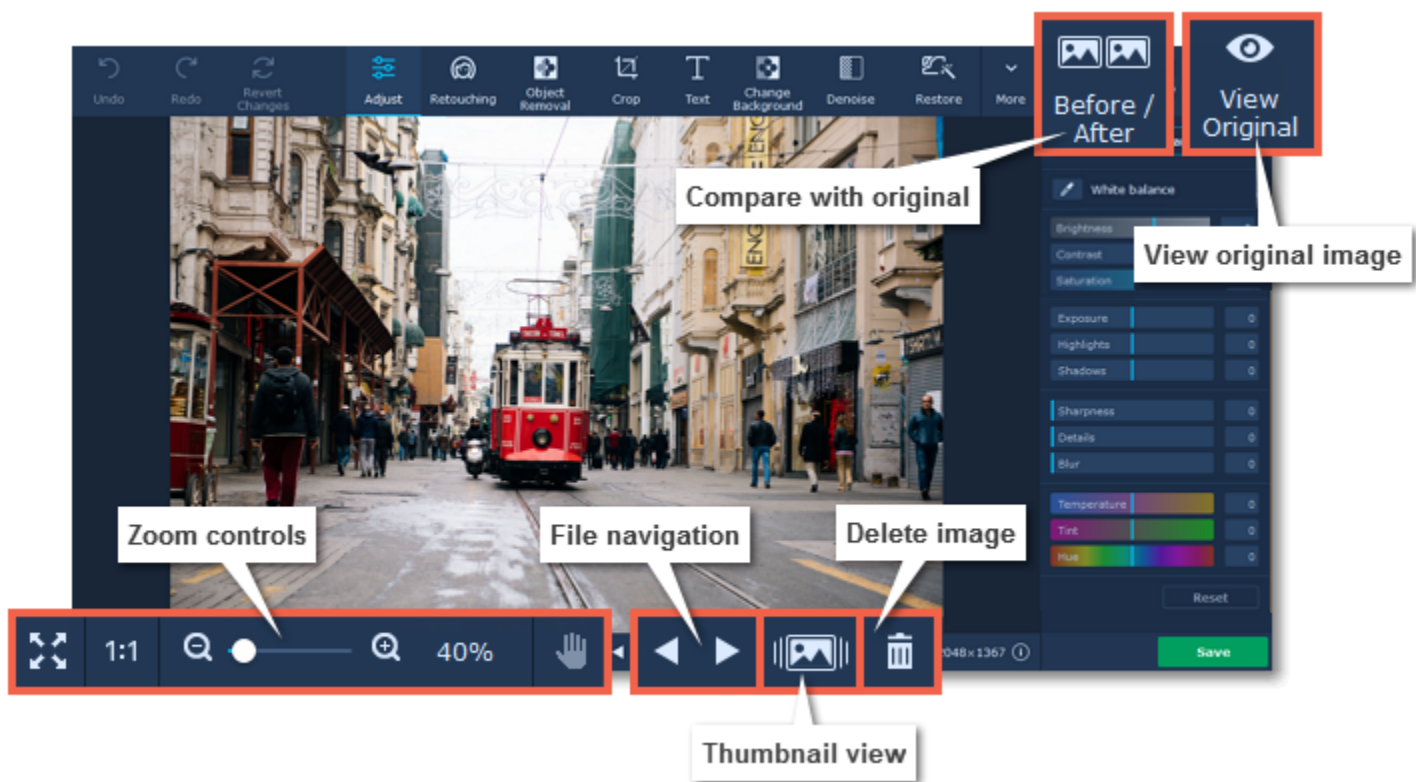 Undo
Redo
Revert
Changes
Adjust
Retouching
Object
Removal
Crop
Text
Change
Background
Denoise
Restore
More
Before /
After
View
Original
Compare with original
View original image
White balance
Brightness
Contrast
Saturation
Exposure 0
Highlights 0
Shadows 0
Sharpness 0
Details 0
Blur 0
Temperature 0
Tint 0
Hue 0
Reset
Save
ENG
ENGE
Zoom controls
File navigation
Delete image
1:1
40%
2048×1367
Thumbnail view